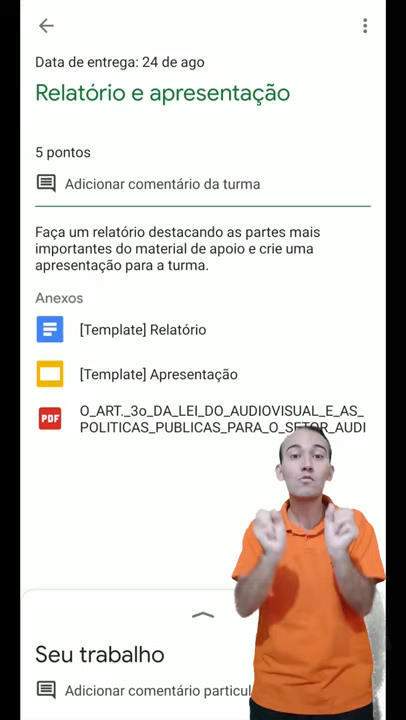 Data de entrega: 24 de ago
Relatório e apresentação
5 pontos
Adicionar comentário da turma
Faça um relatório destacando as partes mais
importantes do material de apoio e crie uma
apresentação para a turma.
Anexos
[Template] Relatório
[Template] Apresentação
PDF
O_ART._3o_DA_LEI_DO_AUDIOVISUAL_E_AS_
POLITICAS_PUBLICAS_PARA_O_SETOR_AUDI
Seu trabalho
Adicionar comentário particul